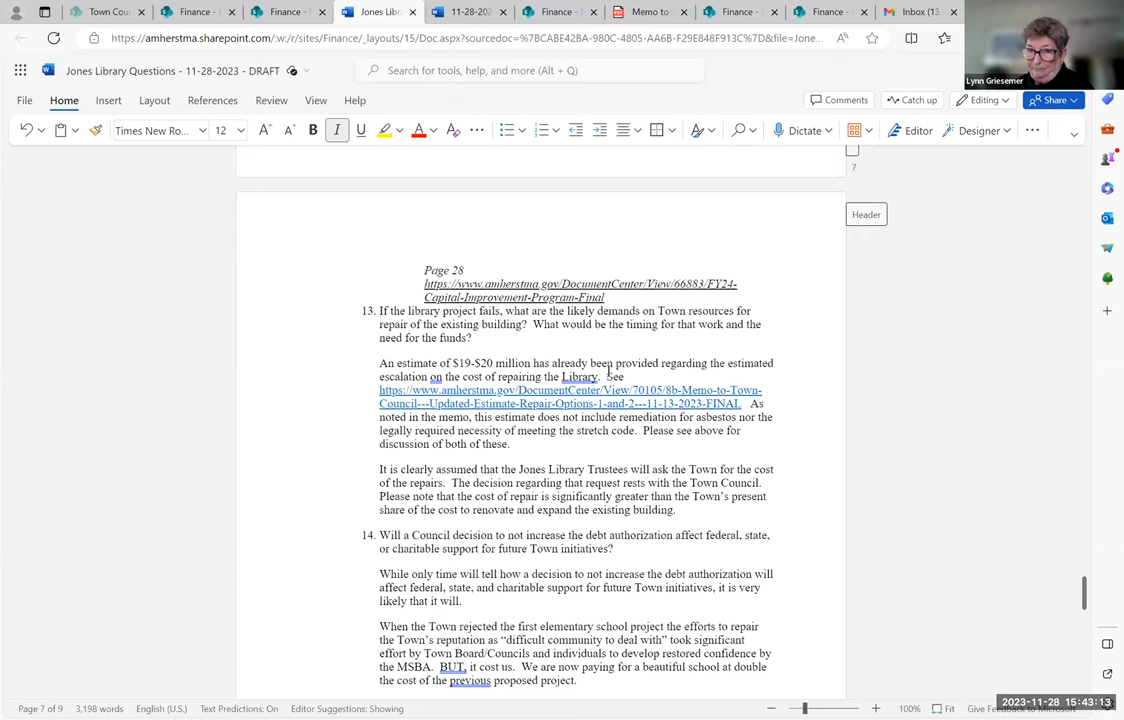 Town Cou
Finance -
Finance -
Jones Libr
11-28-202
Finance -
Memo to
Finance -
Finance -
Inbox (13,
https://amherstma.sharepoint.com/:w:/r/sites/Finance/_layouts/15/Doc.aspx?sourcedoc=%7BCABE42BA-980C-4805-AA6B-F29E848F913C%7D&file=Jone...
Lynn Griesemer
Jones Library Questions - 11-28-2023 - DRAFT
Search for tools, help, and more (Alt + Q)
File Home Insert Layout References Review View Help
Comments Catch up Editing Share
Times New Ro... 12 A A B I U A A Dictate Editor Designer
7
Header
Page 28
https://www.amherstma.gov/DocumentCenter/View/66883/FY24-
Capital-Improvement-Program-Final
13. If the library project fails, what are the likely demands on Town resources for
repair of the existing building? What would be the timing for that work and the
need for the funds?
An estimate of $19-$20 million has already been provided regarding the estimated
escalation on the cost of repairing the Library. See
https://www.amherstma.gov/DocumentCenter/View/70105/8b-Memo-to-Town-
Council---Updated-Estimate-Repair-Options-1-and-2---11-13-2023-FINAL As
noted in the memo, this estimate does not include remediation for asbestos nor the
legally required necessity of meeting the stretch code. Please see above for
discussion of both of these.
It is clearly assumed that the Jones Library Trustees will ask the Town for the cost
of the repairs. The decision regarding that request rests with the Town Council.
Please note that the cost of repair is significantly greater than the Town's present
share of the cost to renovate and expand the existing building.
14. Will a Council decision to not increase the debt authorization affect federal, state,
or charitable support for future Town initiatives?
While only time will tell how a decision to not increase the debt authorization will
affect federal, state, and charitable support for future Town initiatives, it is very
likely that it will.
When the Town rejected the first elementary school project the efforts to repair
the Town's reputation as “difficult community to deal with” took significant
effort by Town Board/Councils and individuals to develop restored confidence by
the MSBA. BUT, it cost us. We are now paying for a beautiful school at double
the cost of the previous proposed project.
Page 7 of 9 3,198 words English (U.S.) Text Predictions: On Editor Suggestions: Showing
100% Fit Give Feedback to Microsoft
2023-11-28 15:43:13